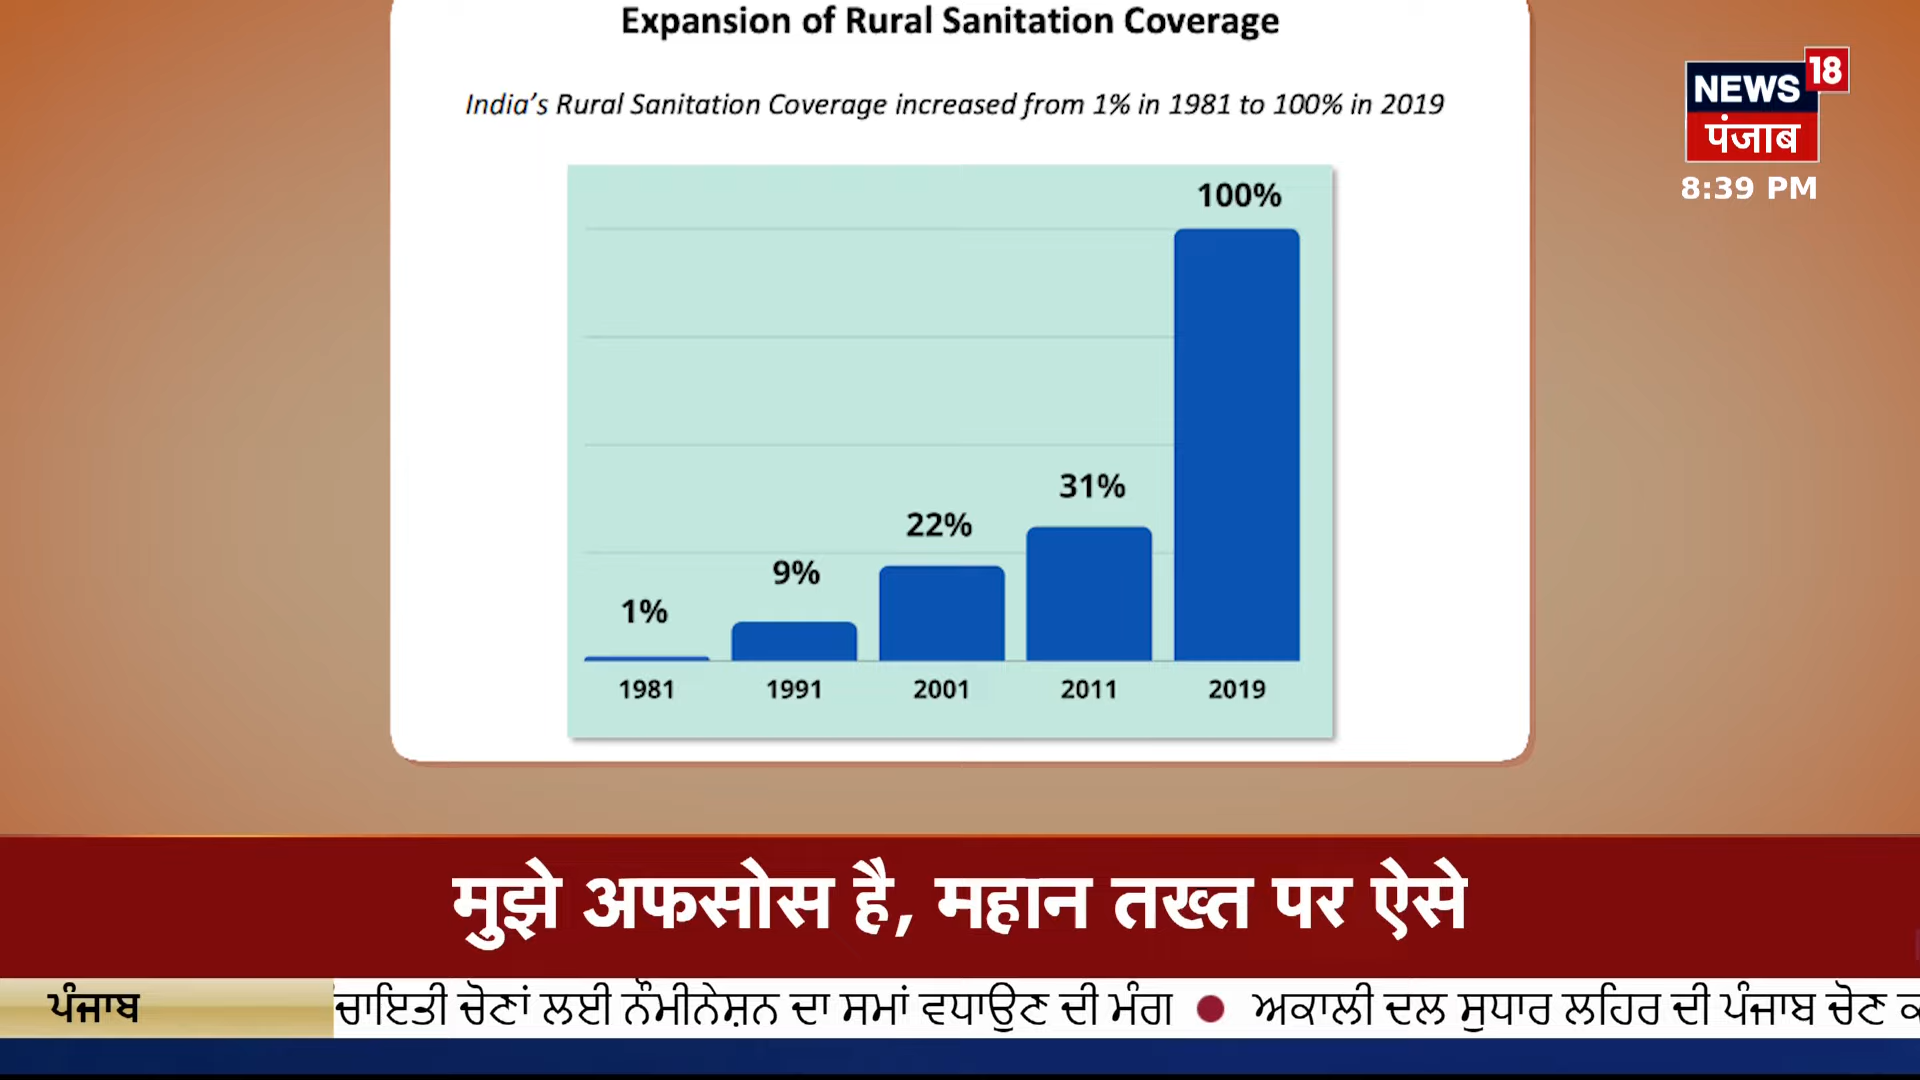 Expansion of Rural Sanitation Coverage
India’s Rural Sanitation Coverage increased from 1% in 1981 to 100% in 2019
NEWS 18
पंजाब
8:39 PM
100%
31%
22%
9%
1%
1981 1991 2001 2011 2019
मुझे अफसोस है, महान तख्त पर ऐसे
ਪੰਜਾਬ
ਚਾਇਤੀ ਚੋਣਾਂ ਲਈ ਨੌਮੀਨੇਸ਼ਨ ਦਾ ਸਮਾਂ ਵਧਾਉਣ ਦੀ ਮੰਗ ● ਅਕਾਲੀ ਦਲ ਸੁਧਾਰ ਲਹਿਰ ਦੀ ਪੰਜਾਬ ਚੋਣ